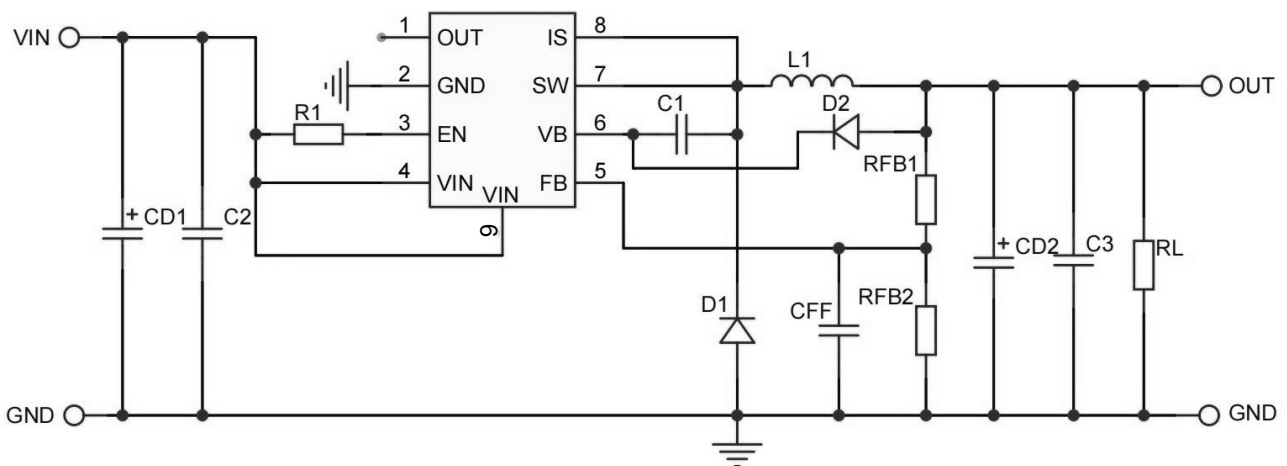 VIN
1
OUT
IS
8
2
GND
SW
7
L1
OUT
R1
3
EN
VB
6
C1
D2
4
VIN
VIN
FB
5
RFB1
9
+
CD1
C2
+
CD2
C3
RL
D1
CFF
RFB2
GND
GND